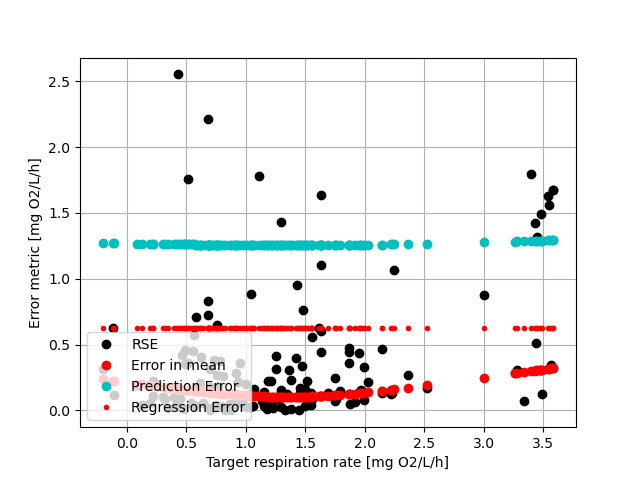 2.5
2.0
1.5
1.0
0.5
0.0
Error metric [mg O2/L/h]
RSE
Error in mean
Prediction Error
Regression Error
0.0 0.5 1.0 1.5 2.0 2.5 3.0 3.5
Target respiration rate [mg O2/L/h]